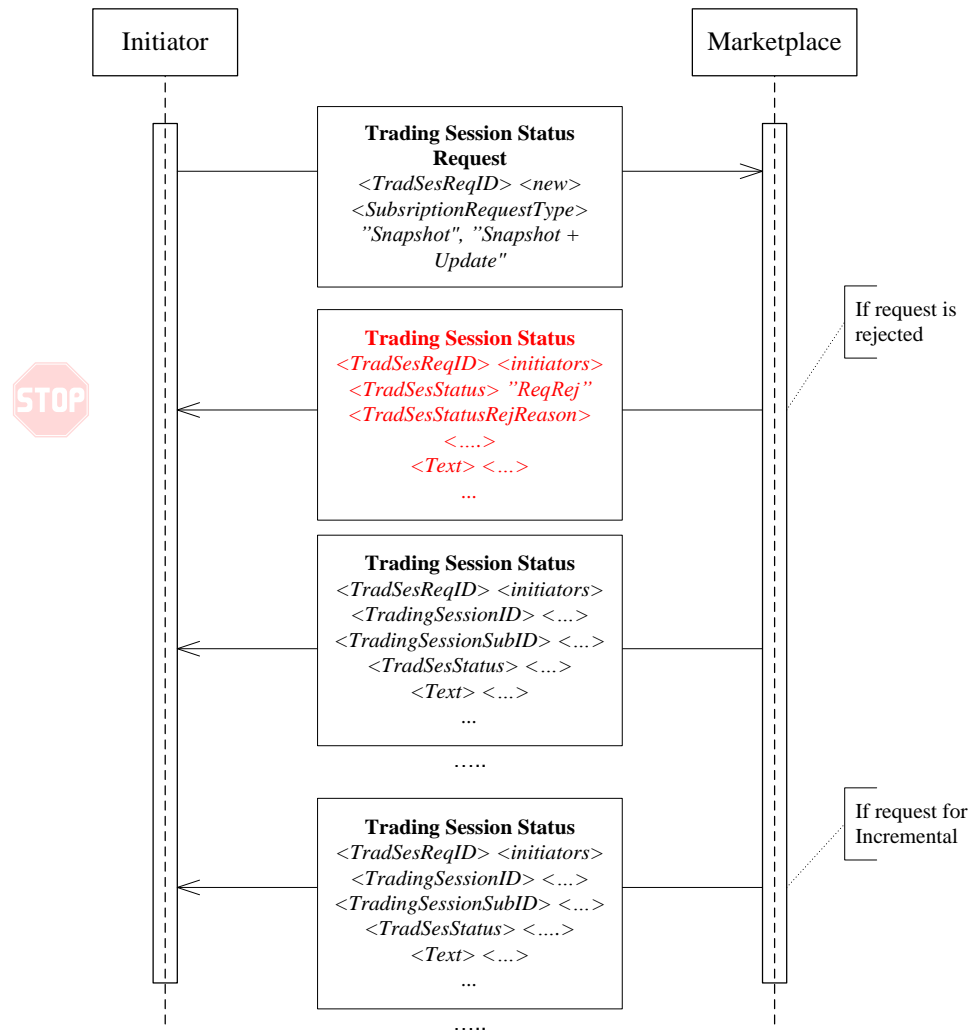 Initiator
Marketplace
Trading Session Status
Request
<TradSesReqID> <new>
<SubsriptionRequestType>
”Snapshot", ”Snapshot +
Update"
If request is
rejected
Trading Session Status
<TradSesReqID> <initiators>
<TradSesStatus> ”ReqRej”
<TradSesStatusRejReason>
<….>
<Text> <…>
...
STOP
Trading Session Status
<TradSesReqID> <initiators>
<TradingSessionID> <…>
<TradingSessionSubID> <…>
<TradSesStatus> <…>
<Text> <…>
...
…..
If request for
Incremental
Trading Session Status
<TradSesReqID> <initiators>
<TradingSessionID> <…>
<TradingSessionSubID> <…>
<TradSesStatus> <….>
<Text> <…>
...
…..